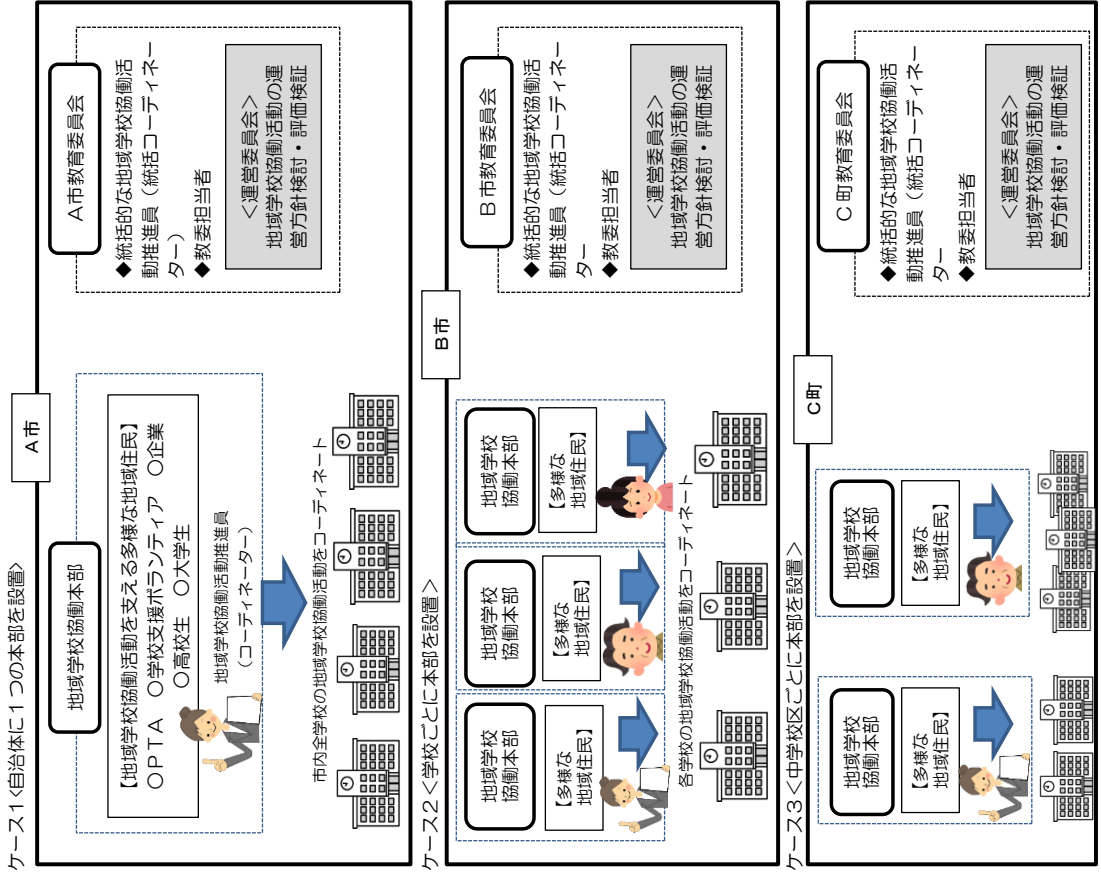 ケース１<自治体に１つの本部を設置>
A市
地域学校協働本部
【地域学校協働活動を支える多様な地域住民】
〇PTA　〇学校支援ボランティア　〇企業
〇高校生　〇大学生
地域学校協働活動推進員
（コーディネーター）
市内全学校の地域学校協働活動をコーディネート
A市教育委員会
◆統括的な地域学校協働活
動推進員（統括コーディネー
ター）
◆教委担当者
＜運営委員会＞
地域学校協働活動の運
営方針検討・評価検証
ケース２＜学校ごとに本部を設置＞
B市
地域学校
協働本部
【多様な
地域住民】
地域学校
協働本部
【多様な
地域住民】
地域学校
協働本部
【多様な
地域住民】
各学校の地域学校協働活動をコーディネート
B市教育委員会
◆統括的な地域学校協働活
動推進員（統括コーディネー
ター
◆教委担当者
＜運営委員会＞
地域学校協働活動の運
営方針検討・評価検証
ケース３＜中学校区ごとに本部を設置＞
C町
地域学校
協働本部
【多様な
地域住民】
地域学校
協働本部
【多様な
地域住民】
C町教育委員会
◆統括的な地域学校協働活
動推進員（統括コーディネー
ター
◆教委担当者
＜運営委員会＞
地域学校協働活動の運
営方針検討・評価検証